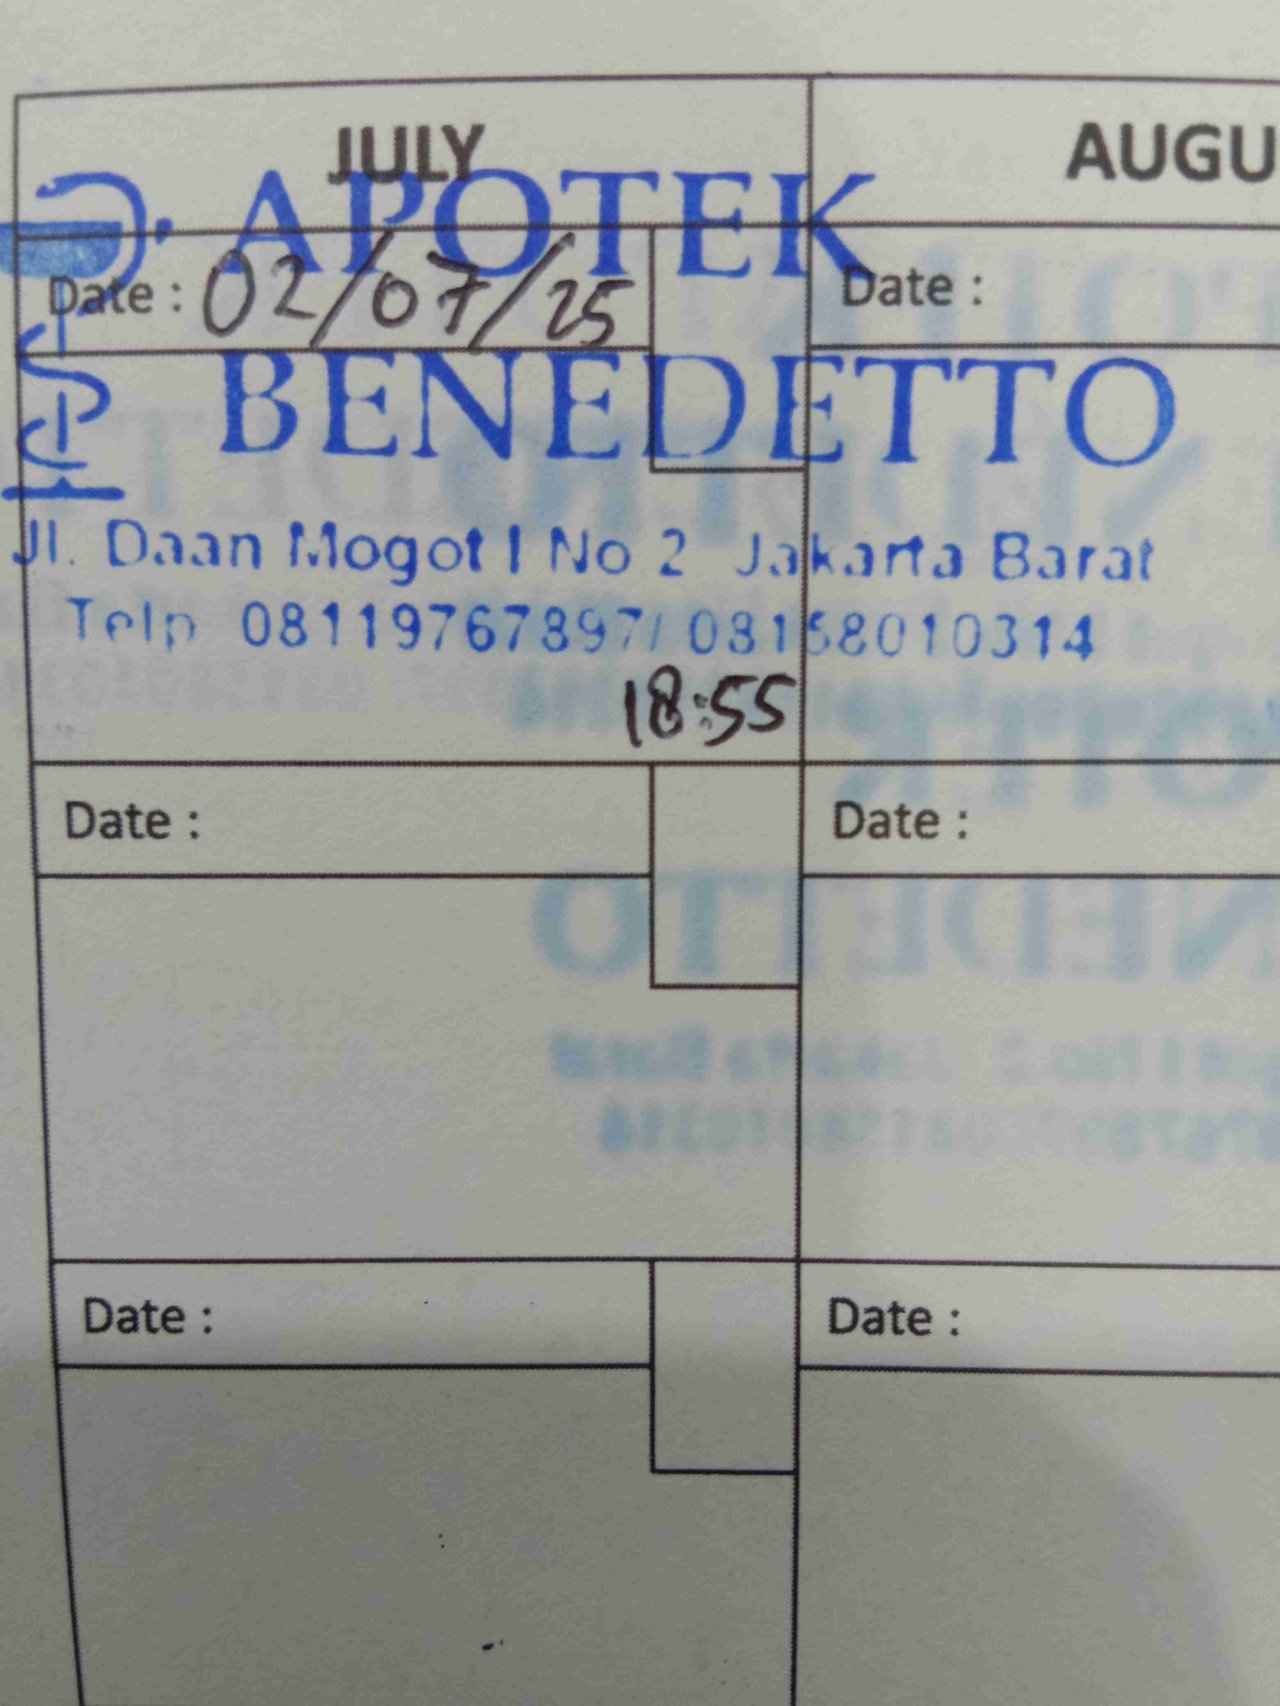 JULY
AUGU
APOTEK
Date : 02/07/25
Date :
BENEDETTO
Jl. Daan Mogot I No 2 Jakarta Barat
Telp 08119767897/ 08158010314
18:55
Date :
Date :
Date :
Date :